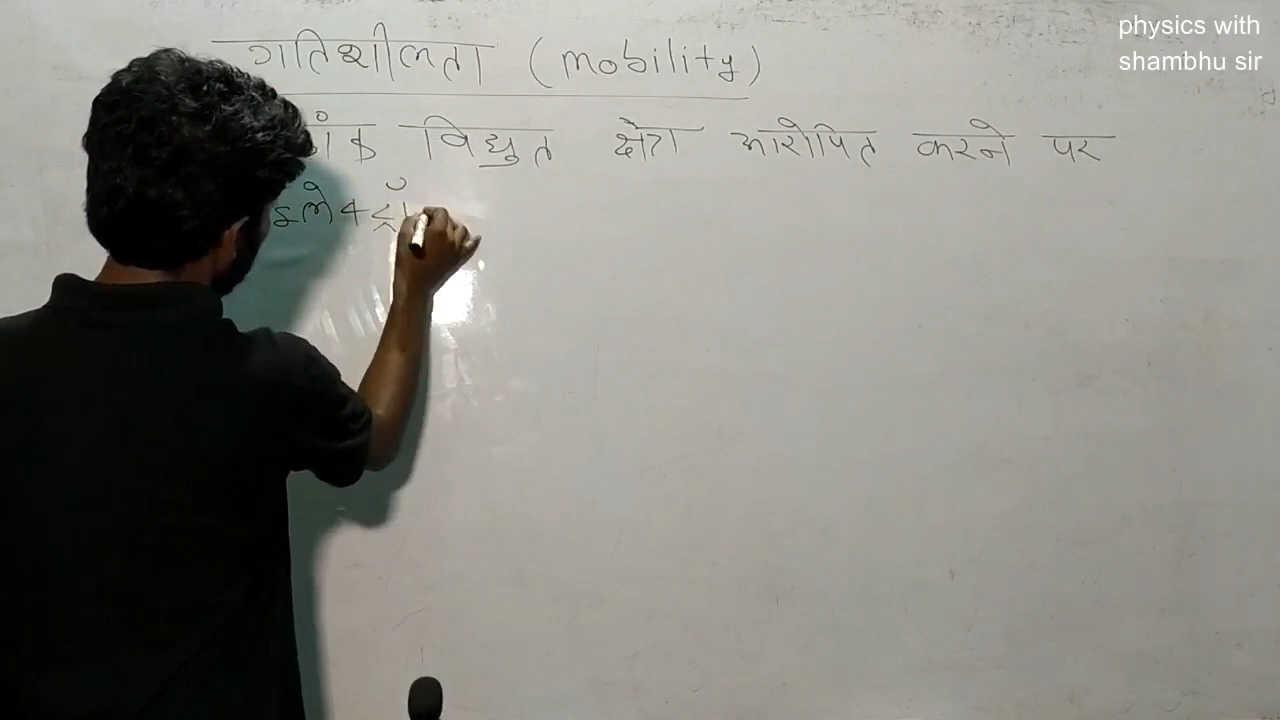 physics with
shambhu sir
गतिशीलता (mobility)
विद्युत क्षेत्र आरोपित करने पर